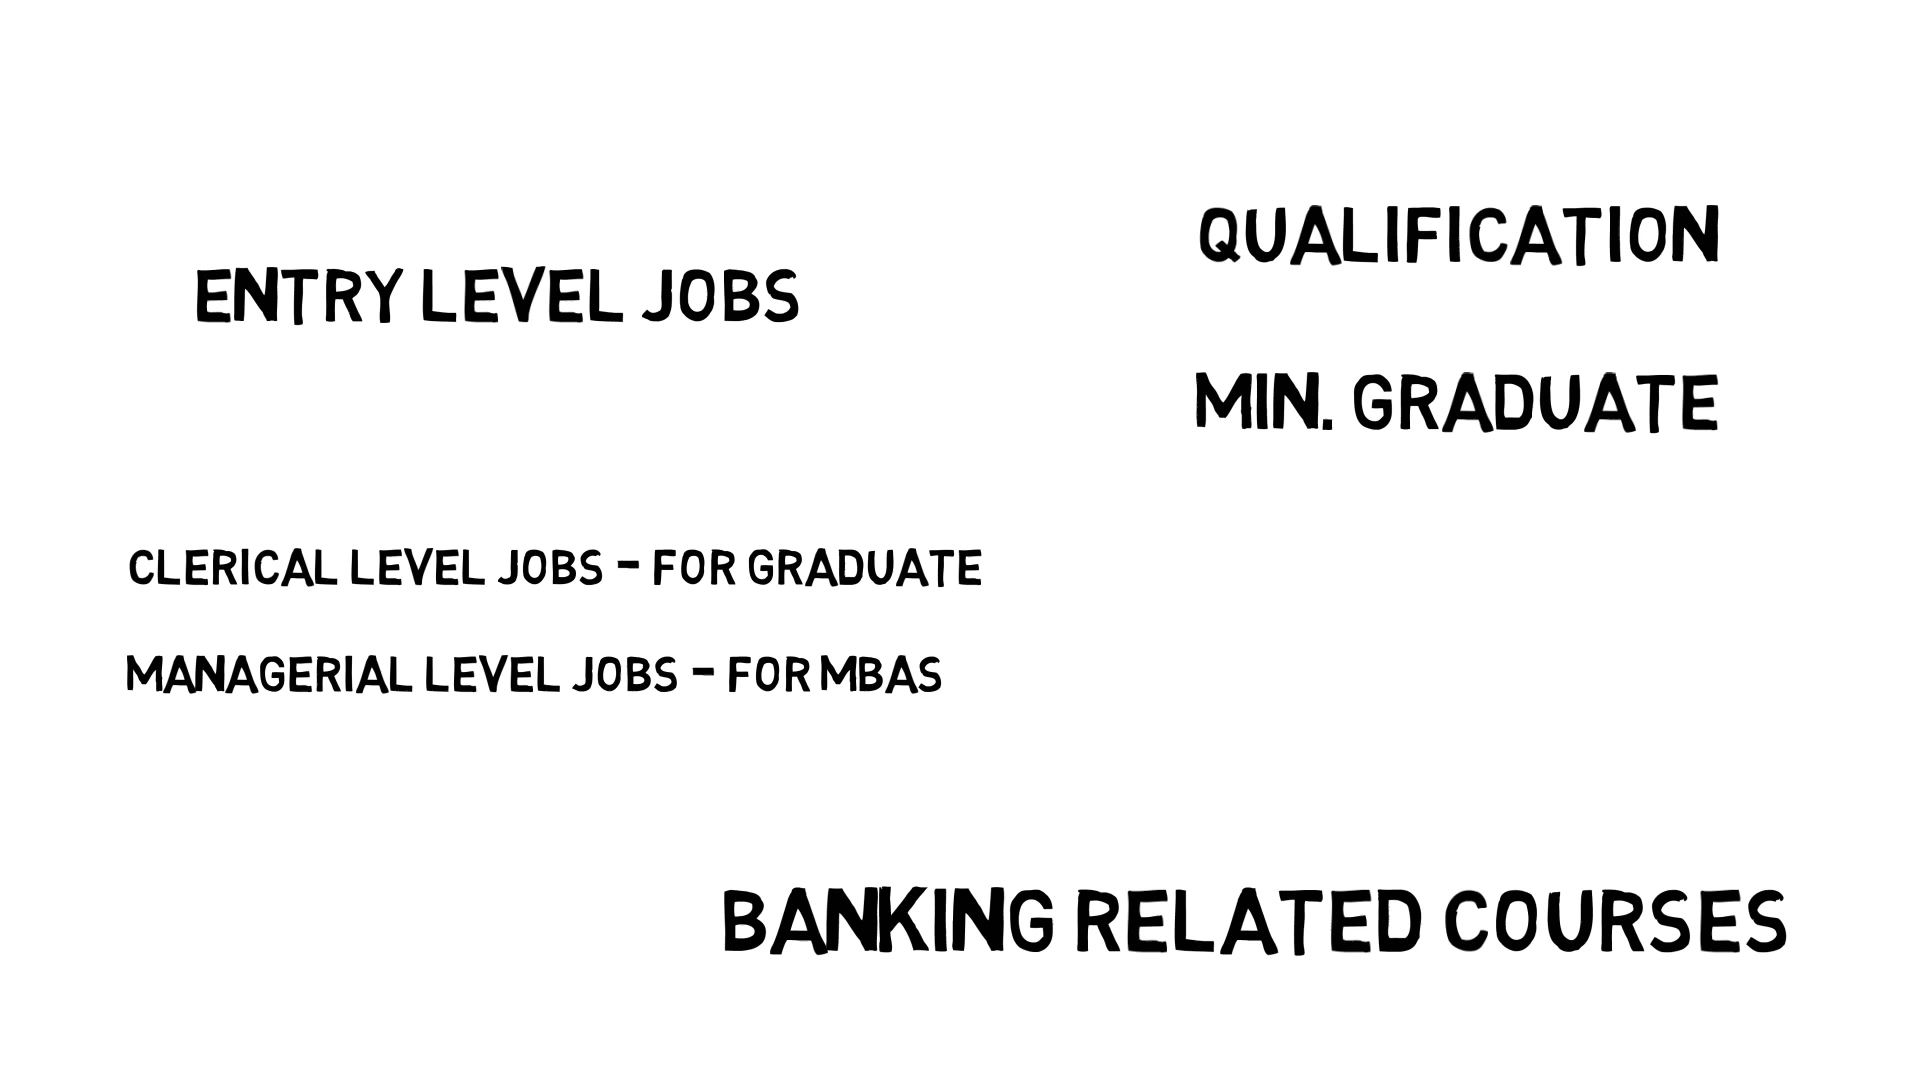 ENTRY LEVEL JOBS
QUALIFICATION
MIN. GRADUATE
CLERICAL LEVEL JOBS - FOR GRADUATE
MANAGERIAL LEVEL JOBS - FOR MBAS
BANKING RELATED COURSES